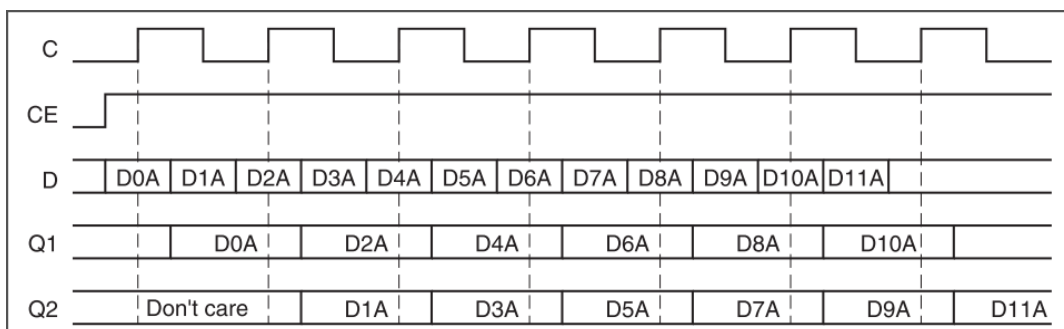 C
CE
D D0A D1A D2A D3A D4A D5A D6A D7A D8A D9A D10A D11A
Q1 D0A D2A D4A D6A D8A D10A
Q2 Don't care D1A D3A D5A D7A D9A D11A